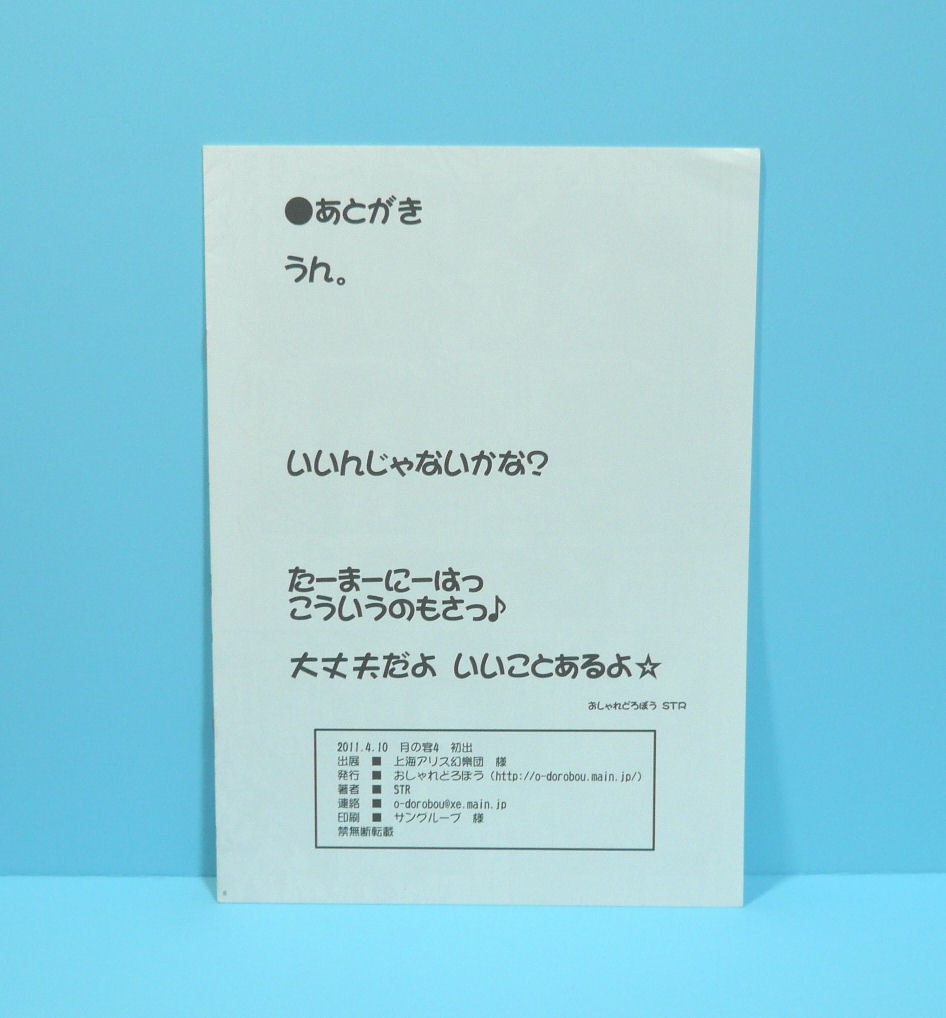 ●あとがき
うん。
いいんじゃないかな?
たーまーにーはっ
こういうのもさっ♪
大丈夫だよ いいことあるよ☆
おしゃれどろぼう STR
2011.4.10 月の宴4 初出
出展 ■ 上海アリス幻樂団 様
発行 ■ おしゃれどろぼう (http://o-dorobou.main.jp/)
著者 ■ STR
連絡 ■ o-dorobou@xe.main.jp
印刷 ■ サングループ 様
禁無断転載